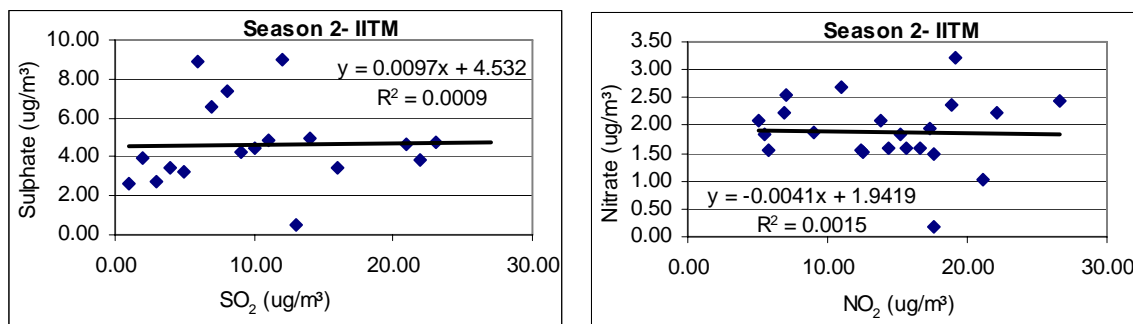 Season 2- IITM
10.00
8.00
6.00
4.00
2.00
0.00
Sulphate (ug/m³)
y = 0.0097x + 4.532
R² = 0.0009
0.00 10.00 20.00 30.00
SO₂ (ug/m³)
Season 2- IITM
3.50
3.00
2.50
2.00
1.50
1.00
0.50
0.00
Nitrate (ug/m³)
y = -0.0041x + 1.9419
R² = 0.0015
0.00 10.00 20.00 30.00
NO₂ (ug/m³)